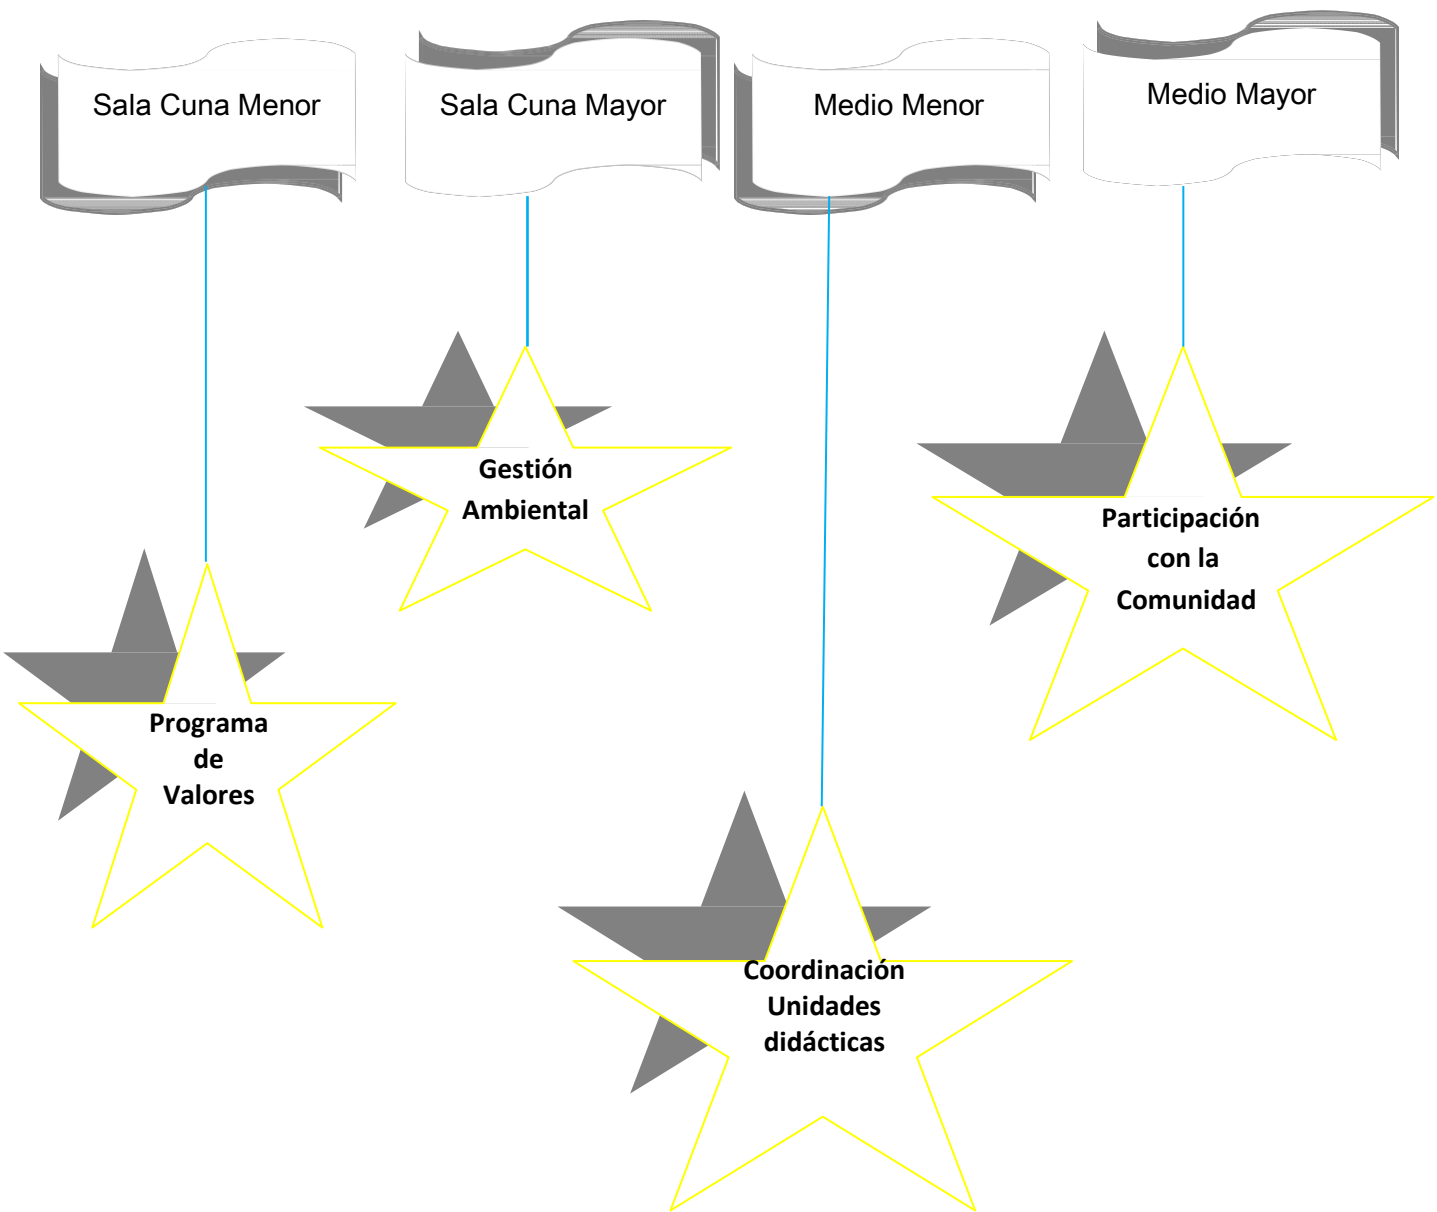 Sala Cuna Menor
Sala Cuna Mayor
Medio Menor
Medio Mayor
Gestión
Ambiental
Participación
con la
Comunidad
Programa
de
Valores
Coordinación
Unidades
didácticas